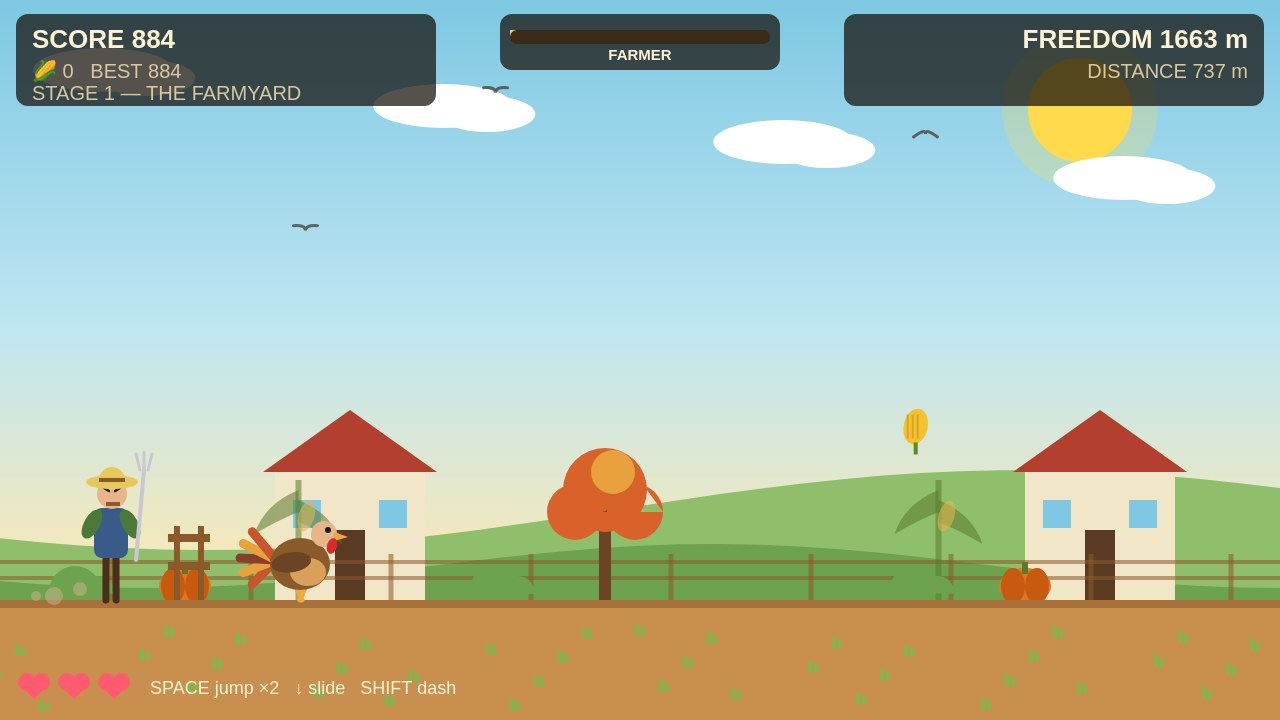 SCORE 884
🌽 0 BEST 884
STAGE 1 — THE FARMYARD
FARMER
FREEDOM 1663 m
DISTANCE 737 m
SPACE jump ×2 ↓ slide SHIFT dash